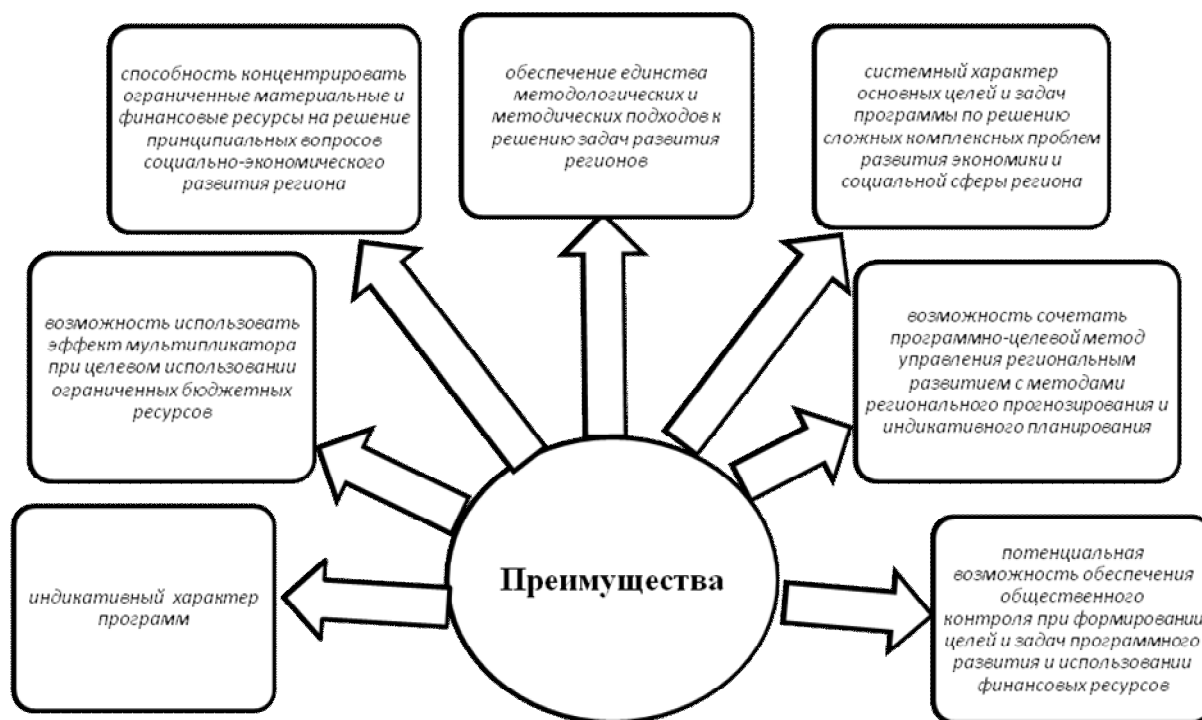 способность концентрировать
ограниченные материальные и
финансовые ресурсы на решение
принципиальных вопросов
социально-экономического
развития региона
обеспечение единства
методологических и
методических подходов к
решению задач развития
регионов
системный характер
основных целей и задач
программы по решению
сложных комплексных проблем
развития экономики и
социальной сферы региона
возможность использовать
эффект мультипликатора
при целевом использовании
ограниченных бюджетных
ресурсов
возможность сочетать
программно-целевой метод
управления региональным
развитием с методами
регионального прогнозирования и
индикативного планирования
индикативный характер
программ
Преимущества
потенциальная
возможность обеспечения
общественного
контроля при формировании
целей и задач программного
развития и использовании
финансовых ресурсов